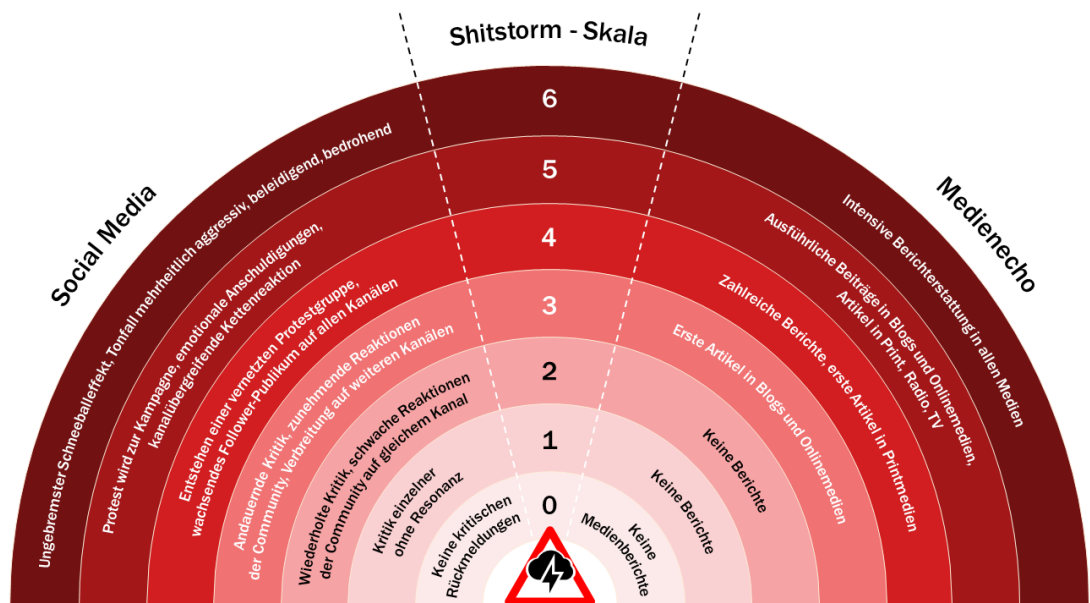 Shitstorm - Skala
Social Media
Medienecho
6
Ungebremster Schneeballeffekt, Tonfall mehrheitlich aggressiv, beleidigend, bedrohend
Intensive Berichterstattung in allen Medien
5
Protest wird zur Kampagne, emotionale Anschuldigungen,
kanalübergreifende Kettenreaktion
Ausführliche Beiträge in Blogs und Onlinemedien,
Artikel in Print, Radio, TV
4
Entstehen einer vernetzten Protestgruppe,
wachsendes Follower-Publikum auf allen Kanälen
Zahlreiche Berichte, erste Artikel in Printmedien
3
Andauernde Kritik, zunehmende Reaktionen
der Community, Verbreitung auf weiteren Kanälen
Erste Artikel in Blogs und Onlinemedien
2
Wiederholte Kritik, schwache Reaktionen
der Community auf gleichem Kanal
Keine Berichte
1
Kritik einzelner
ohne Resonanz
Keine Berichte
0
Keine kritischen
Rückmeldungen
Keine
Medienberichte